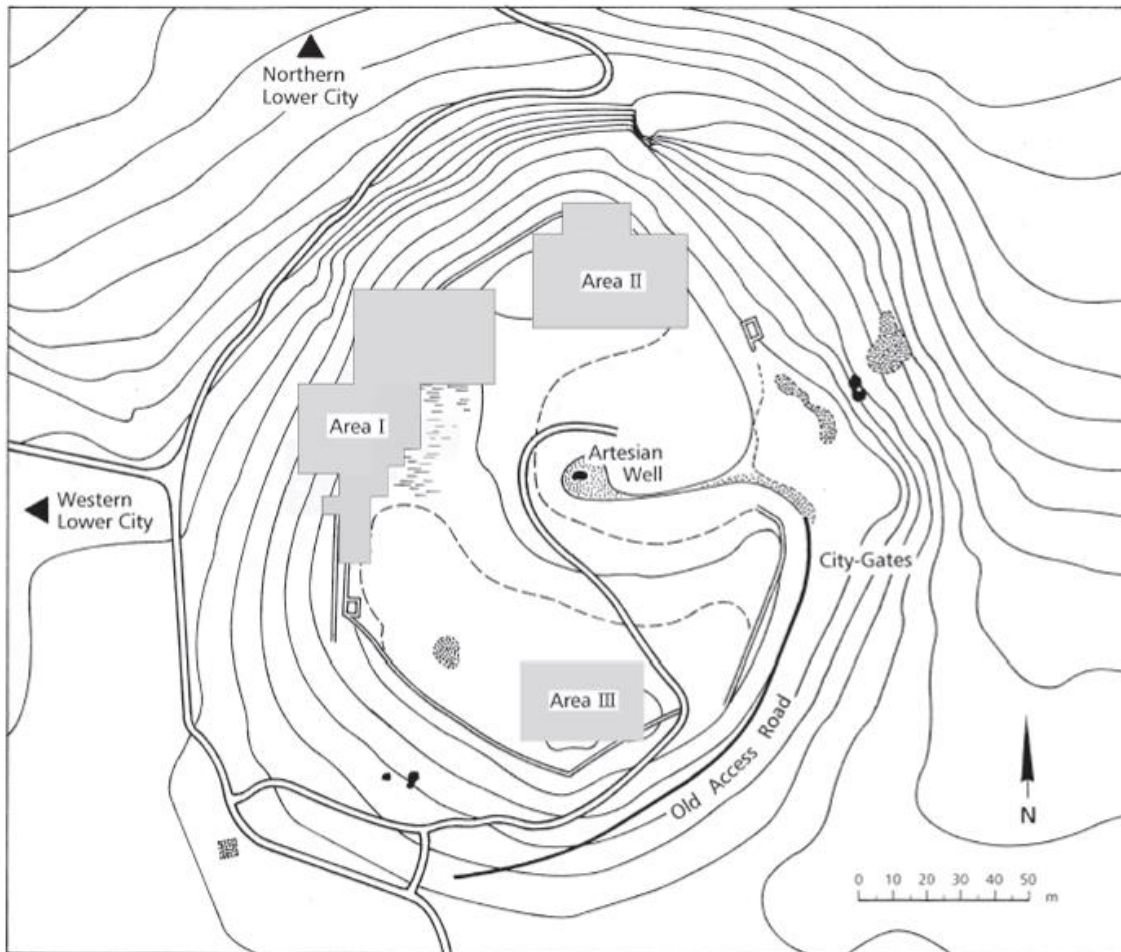 Northern
Lower City
Area II
Area I
Artesian
Well
Western
Lower City
City-Gates
Area III
Old Access Road
N
0 10 20 30 40 50
m